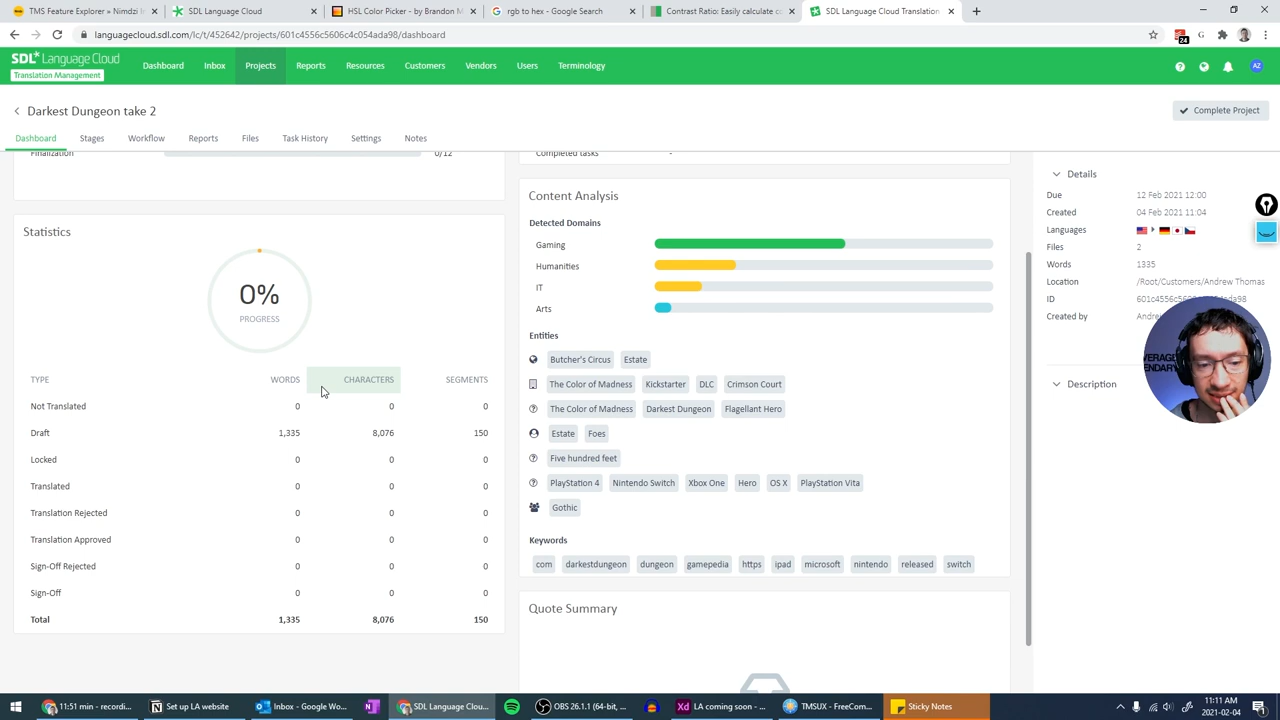 TMS Feature Explorer » Nimdzi In
SDL Language Cloud
HSL Color Picker - by Brandon M
rgb to hex - Google Search
Contrast Ratio: Easily calculate co
SDL Language Cloud Translation
languagecloud.sdl.com/lc/t/452642/projects/601c4556c5606c4c054ada98/dashboard
24
SDL* Language Cloud
Translation Management
Dashboard Inbox Projects Reports Resources Customers Vendors Users Terminology
AZ
Darkest Dungeon take 2
Complete Project
Dashboard Stages Workflow Reports Files Task History Settings Notes
Finalization 0/12
Completed tasks -
Statistics
0%
PROGRESS
TYPE WORDS CHARACTERS SEGMENTS
Not Translated 0 0 0
Draft 1,335 8,076 150
Locked 0 0 0
Translated 0 0 0
Translation Rejected 0 0 0
Translation Approved 0 0 0
Sign-Off Rejected 0 0 0
Sign-Off 0 0 0
Total 1,335 8,076 150
Content Analysis
Detected Domains
Gaming
Humanities
IT
Arts
Entities
Butcher's Circus Estate
The Color of Madness Kickstarter DLC Crimson Court
The Color of Madness Darkest Dungeon Flagellant Hero
Estate Foes
Five hundred feet
PlayStation 4 Nintendo Switch Xbox One Hero OS X PlayStation Vita
Gothic
Keywords
com darkestdungeon dungeon gamepedia https ipad microsoft nintendo released switch
Quote Summary
Details
Due 12 Feb 2021 12:00
Created 04 Feb 2021 11:04
Languages
Files 2
Words 1335
Location /Root/Customers/Andrew Thomas
ID
Created by
Description
11:51 min - recordi...
Set up LA website
Inbox - Google Wo...
SDL Language Clou...
OBS 26.1.1 (64-bit, ...
LA coming soon - ...
TMSUX - FreeCom...
Sticky Notes
11:11 AM
2021-02-04
1